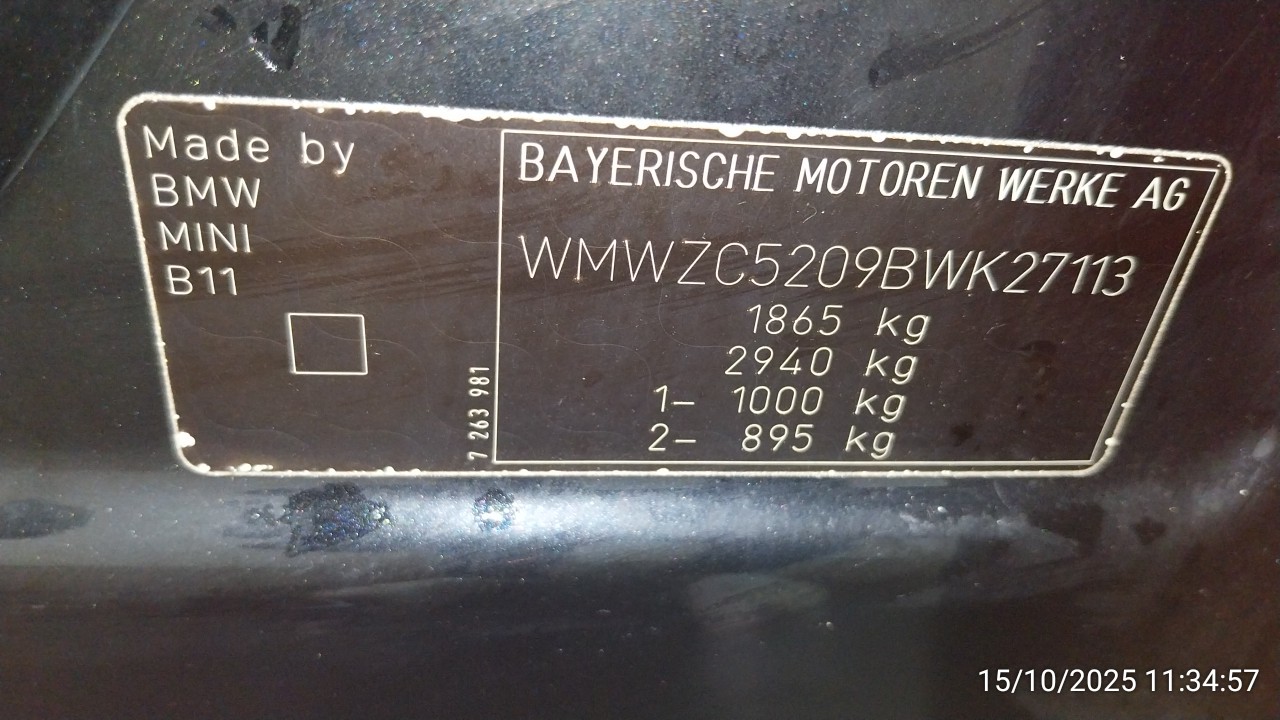 Made by
BMW
MINI
B11
7 263 981
BAYERISCHE MOTOREN WERKE AG
WMWZC5209BWK27113
1865 kg
2940 kg
1- 1000 kg
2- 895 kg
15/10/2025 11:34:57